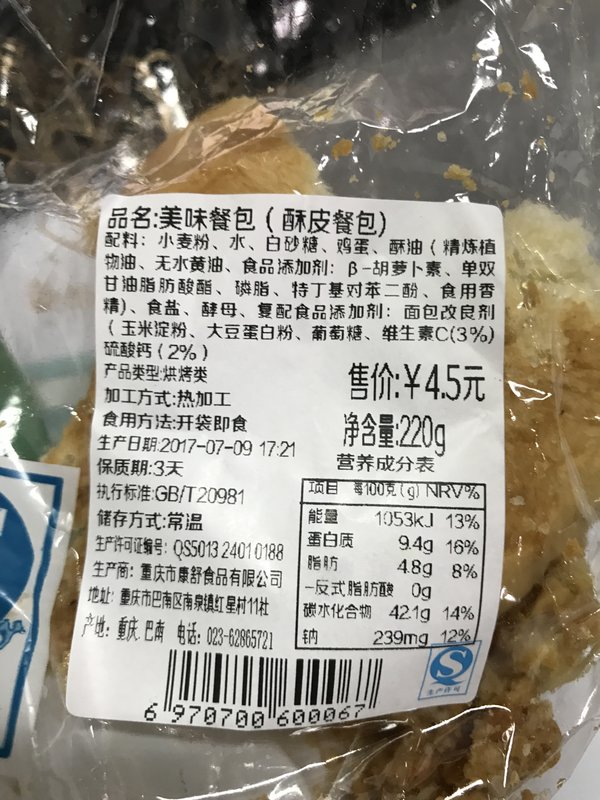 品名:美味餐包（酥皮餐包）
配料：小麦粉、水、白砂糖、鸡蛋、酥油（精炼植
物油、无水黄油、食品添加剂：β-胡萝卜素、单双
甘油脂肪酸酯、磷脂、特丁基对苯二酚、食用香
精）、食盐、酵母、复配食品添加剂：面包改良剂
（玉米淀粉、大豆蛋白粉、葡萄糖、维生素C(3%)
硫酸钙（2%）
产品类型:烘烤类
加工方式:热加工
食用方法:开袋即食
生产日期:2017-07-09 17:21
保质期:3天
执行标准:GB/T20981
储存方式:常温
生产许可证编号：QS5013 2401 0188
生产商：重庆市康舒食品有限公司
地址：重庆市巴南区南泉镇红星村11社
产地：重庆.巴南 电话：023-62865721
售价:￥4.5元
净含量:220g
营养成分表
项目 每100克(g) NRV%
能量 1053kJ 13%
蛋白质 9.4g 16%
脂肪 4.8g 8%
--反式脂肪酸 0g
碳水化合物 42.1g 14%
钠 239mg 12%
生产许可
6 970700 600067